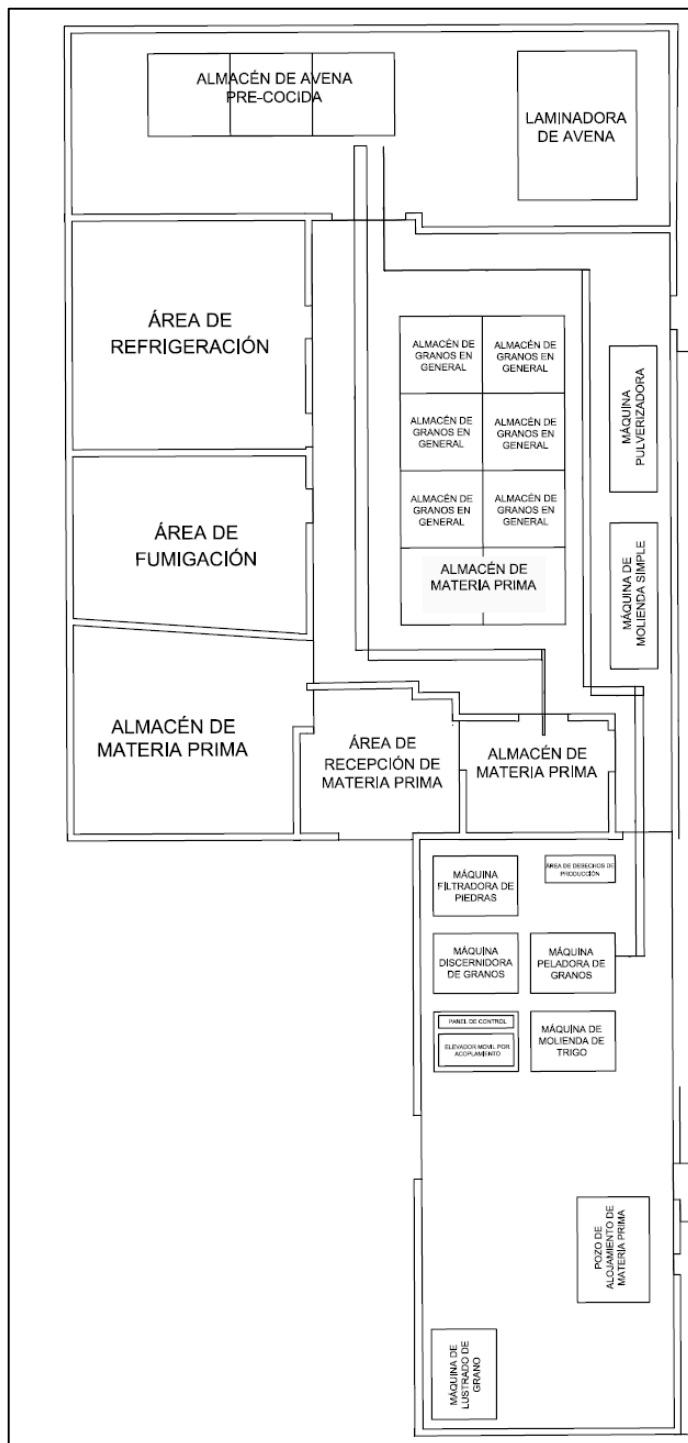 ALMACÉN DE AVENA
PRE-COCIDA
LAMINADORA
DE AVENA
ÁREA DE
REFRIGERACIÓN
ALMACÉN DE
GRANOS EN
GENERAL
ALMACÉN DE
GRANOS EN
GENERAL
MÁQUINA
PULVERIZADORA
ALMACÉN DE
GRANOS EN
GENERAL
ALMACÉN DE
GRANOS EN
GENERAL
ALMACÉN DE
GRANOS EN
GENERAL
ALMACÉN DE
GRANOS EN
GENERAL
ÁREA DE
FUMIGACIÓN
ALMACÉN DE
MATERIA PRIMA
MÁQUINA DE
MOLIENDA SIMPLE
ALMACÉN DE
MATERIA PRIMA
ÁREA DE
RECEPCIÓN DE
MATERIA PRIMA
ALMACÉN DE
MATERIA PRIMA
MÁQUINA
FILTRADORA DE
PIEDRAS
ÁREA DE DESECHOS DE
PRODUCCIÓN
MÁQUINA
DISCERNIDORA
DE GRANOS
MÁQUINA
PELADORA DE
GRANOS
PANEL DE CONTROL
ELEVADOR MOVIL POR
ACOPLAMIENTO
MÁQUINA DE
MOLIENDA DE
TRIGO
POZO DE
ALOJAMIENTO DE
MATERIA PRIMA
MÁQUINA DE
LUSTRADO DE
GRANO